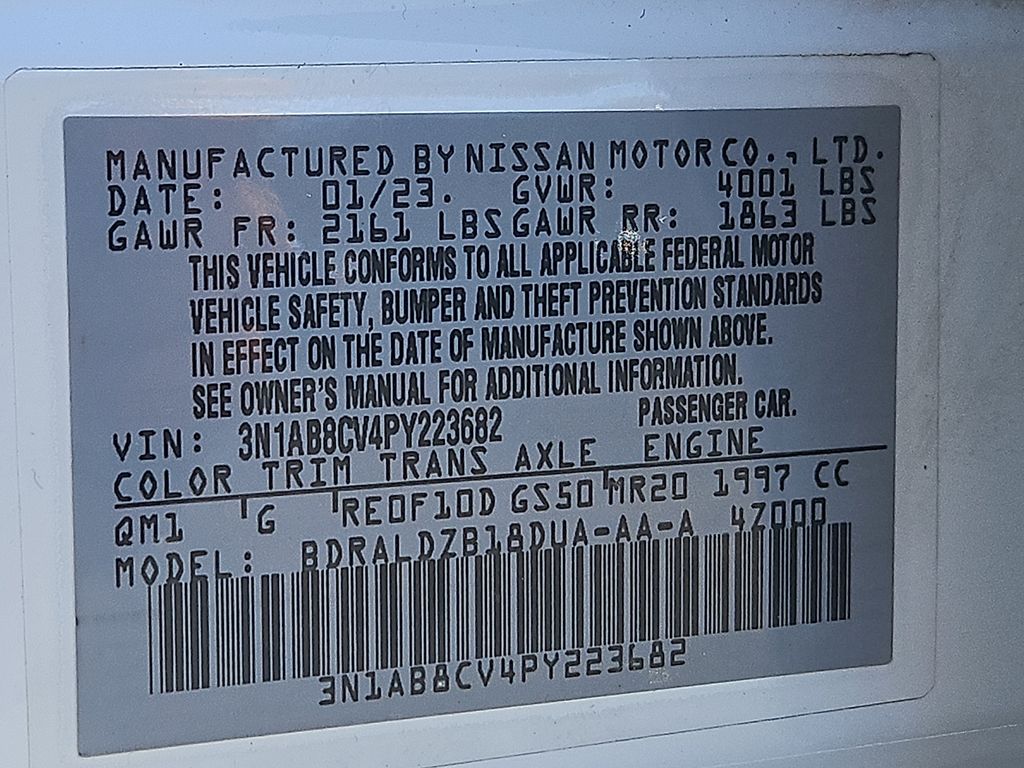 MANUFACTURED BY NISSAN MOTOR CO., LTD.
DATE: 01/23. GVWR: 4001 LBS
GAWR FR: 2161 LBS GAWR RR: 1863 LBS
THIS VEHICLE CONFORMS TO ALL APPLICABLE FEDERAL MOTOR
VEHICLE SAFETY, BUMPER AND THEFT PREVENTION STANDARDS
IN EFFECT ON THE DATE OF MANUFACTURE SHOWN ABOVE.
SEE OWNER'S MANUAL FOR ADDITIONAL INFORMATION.
VIN: 3N1AB8CV4PY223682 PASSENGER CAR.
COLOR TRIM TRANS AXLE ENGINE
QM1 G RE0F10D GS50 MR20 1997 CC
MODEL: BDRALDZB18DUA-AA-A 4Z000
3N1AB8CV4PY223682